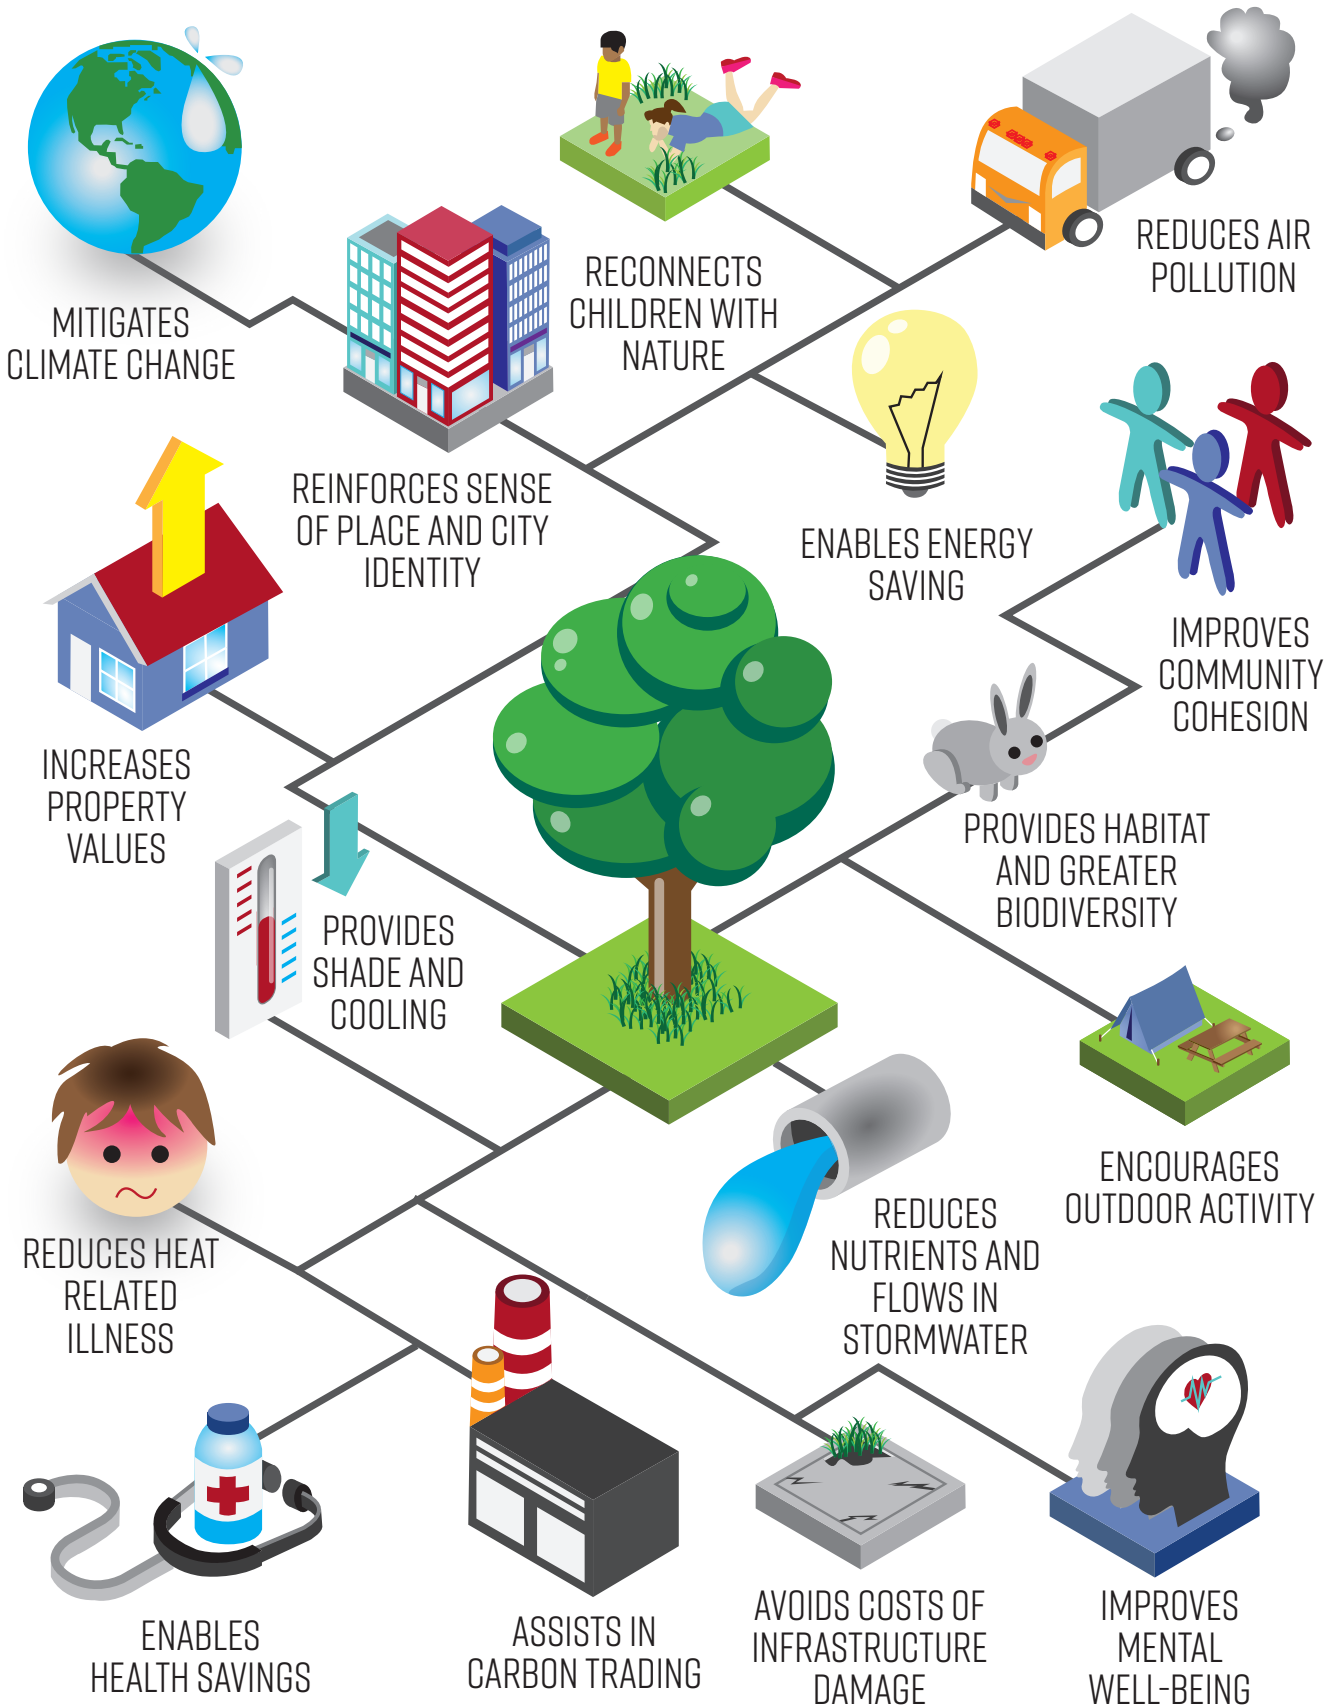 MITIGATES
CLIMATE CHANGE
RECONNECTS
CHILDREN WITH
NATURE
REDUCES AIR
POLLUTION
REINFORCES SENSE
OF PLACE AND CITY
IDENTITY
ENABLES ENERGY
SAVING
IMPROVES
COMMUNITY
COHESION
INCREASES
PROPERTY
VALUES
PROVIDES HABITAT
AND GREATER
BIODIVERSITY
PROVIDES
SHADE AND
COOLING
ENCOURAGES
OUTDOOR ACTIVITY
REDUCES
NUTRIENTS AND
FLOWS IN
STORMWATER
REDUCES HEAT
RELATED
ILLNESS
ENABLES
HEALTH SAVINGS
ASSISTS IN
CARBON TRADING
AVOIDS COSTS OF
INFRASTRUCTURE
DAMAGE
IMPROVES
MENTAL
WELL-BEING